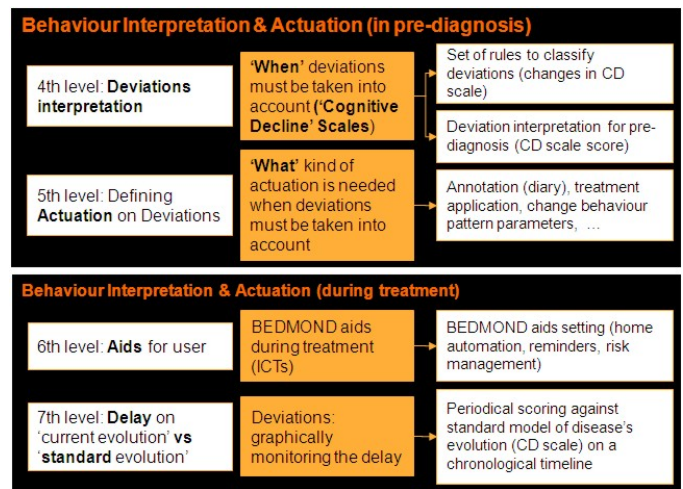 Behaviour Interpretation & Actuation (in pre-diagnosis)
4th level: Deviations
interpretation
'When' deviations
must be taken into
account
('Cognitive
Decline' Scales)
Set of rules to classify
deviations (changes in CD
scale)
Deviation interpretation for pre-
diagnosis (CD scale score)
5th level: Defining
Actuation on Deviations
'What' kind of
actuation is needed
when deviations
must be taken into
account
Annotation (diary), treatment
application, change behaviour
pattern parameters, ...
Behaviour Interpretation & Actuation (during treatment)
6th level: Aids for user
BEDMOND aids
during treatment
(ICTs)
BEDMOND aids setting (home
automation, reminders, risk
management)
7th level: Delay on
'current evolution' vs
'standard evolution'
Deviations:
graphically
monitoring the delay
Periodical scoring against
standard model of disease's
evolution (CD scale) on a
chronological timeline